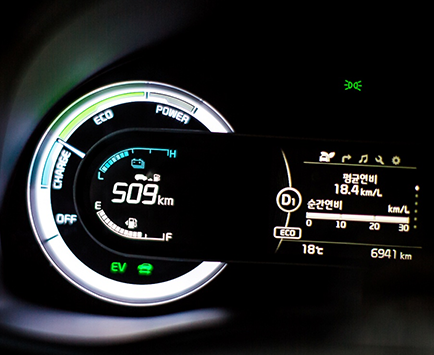 ECO
POWER
CHARGE
OFF
L
H
509km
E
F
EV
D1
ECO
평균연비
18.4km/L
순간연비 km/L
0 10 20 30
18℃ 6941 km